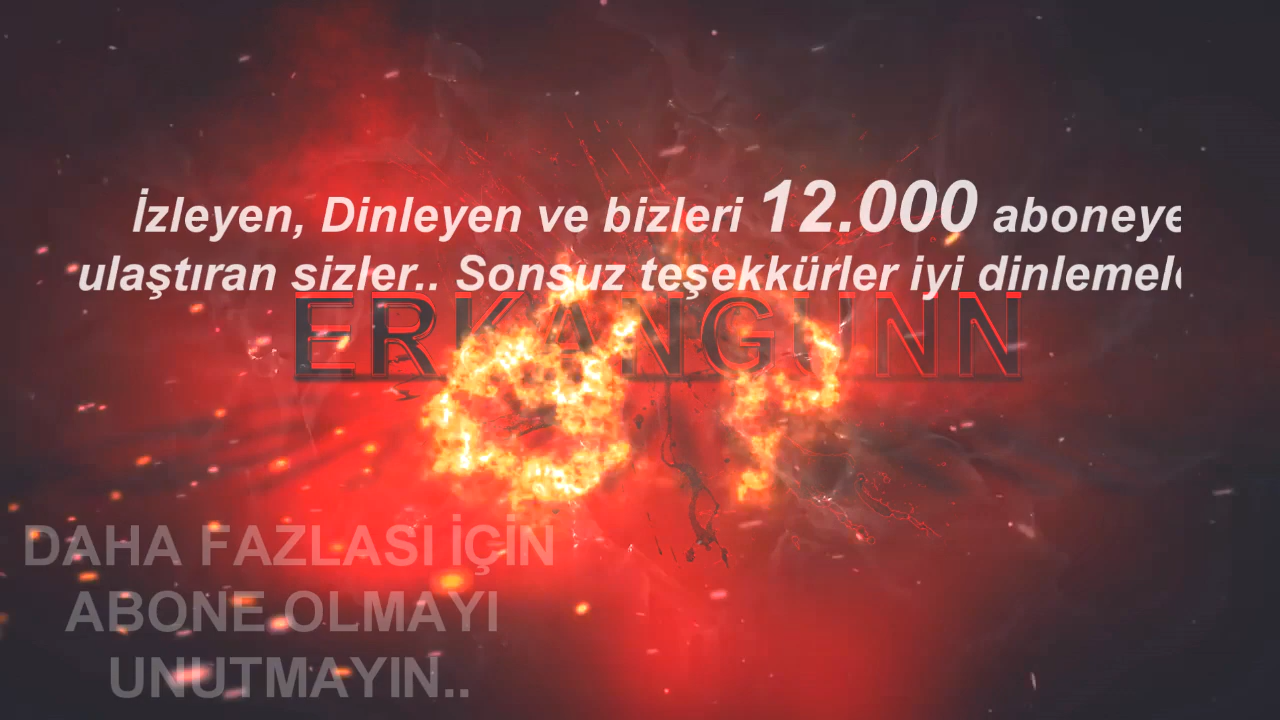 İzleyen, Dinleyen ve bizleri 12.000 aboneye
ulaştıran sizler.. Sonsuz teşekkürler iyi dinlemele
ERKANGUNN
DAHA FAZLASI İÇİN
ABONE OLMAYI
UNUTMAYIN..